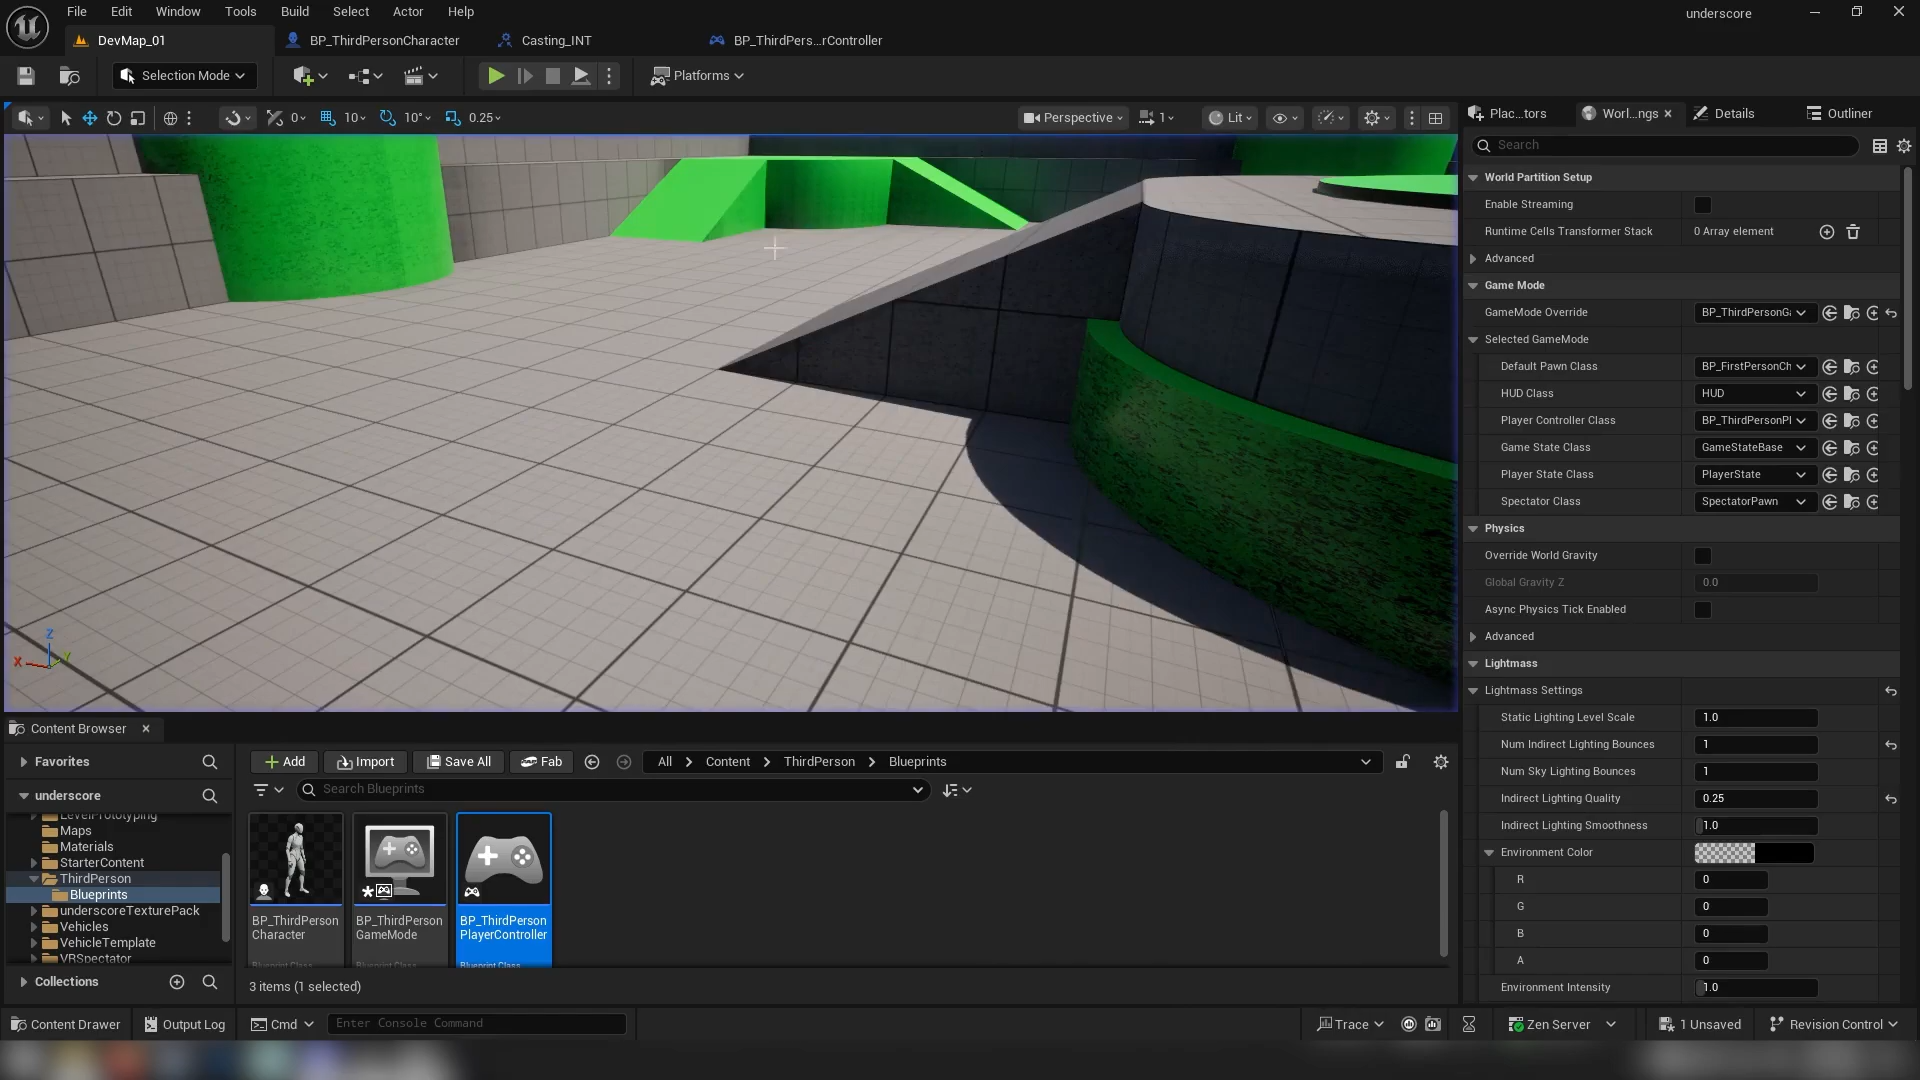 File Edit Window Tools Build Select Actor Help
underscore
DevMap_01 BP_ThirdPersonCharacter Casting_INT BP_ThirdPers...rController
Selection Mode Platforms
0 10 10° 0.25 Perspective 1 Lit
Plac...tors Worl...ngs Details Outliner
Search
World Partition Setup
Enable Streaming
Runtime Cells Transformer Stack 0 Array element
Advanced
Game Mode
GameMode Override BP_ThirdPersonGa
Selected GameMode
Default Pawn Class BP_FirstPersonCh
HUD Class HUD
Player Controller Class BP_ThirdPersonPl
Game State Class GameStateBase
Player State Class PlayerState
Spectator Class SpectatorPawn
Physics
Override World Gravity
Global Gravity Z 0.0
Async Physics Tick Enabled
Advanced
Lightmass
Lightmass Settings
Static Lighting Level Scale 1.0
Num Indirect Lighting Bounces 1
Num Sky Lighting Bounces 1
Indirect Lighting Quality 0.25
Indirect Lighting Smoothness 1.0
Environment Color
R 0
G 0
B 0
A 0
Environment Intensity 1.0
Z
X Y
Content Browser
Favorites
underscore
LevelPrototyping
Maps
Materials
StarterContent
ThirdPerson
Blueprints
underscoreTexturePack
Vehicles
VehicleTemplate
VRSpectator
Collections
Add Import Save All Fab All Content ThirdPerson Blueprints
Search Blueprints
BP_ThirdPerson
Character
Blueprint Class
BP_ThirdPerson
GameMode
Blueprint Class
BP_ThirdPerson
PlayerController
Blueprint Class
3 items (1 selected)
Content Drawer Output Log Cmd Enter Console Command Trace Zen Server 1 Unsaved Revision Control